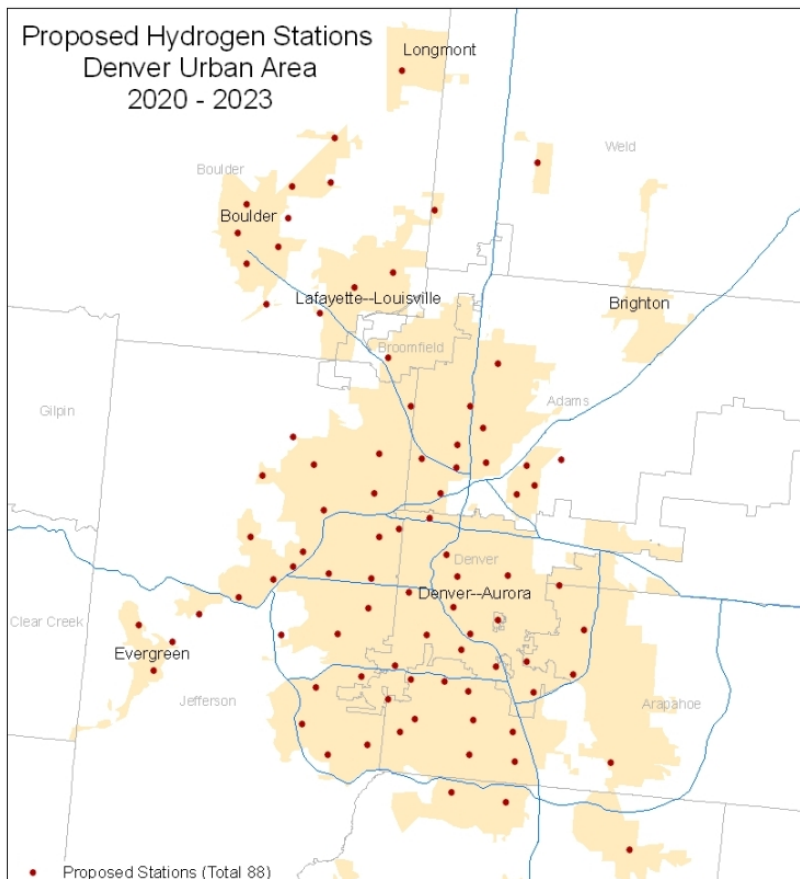 Proposed Hydrogen Stations
Denver Urban Area
2020 - 2023
Longmont
Weld
Boulder
Boulder
Lafayette--Louisville
Brighton
Broomfield
Gilpin
Adams
Denver
Denver--Aurora
Clear Creek
Evergreen
Jefferson
Arapahoe
Proposed Stations (Total 88)